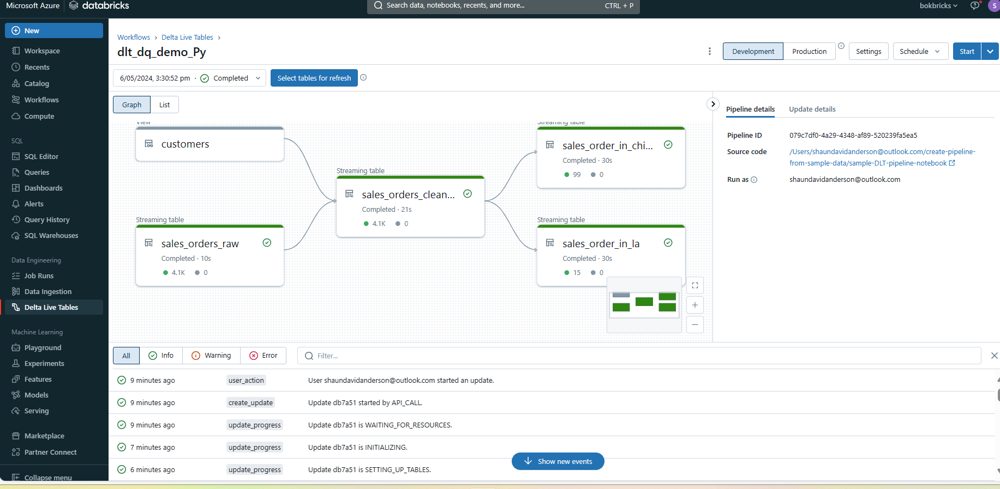 Microsoft Azure
databricks
Search data, notebooks, recents, and more...
CTRL + P
bokbricks
S
New
Workspace
Recents
Catalog
Workflows
Compute
SQL
SQL Editor
Queries
Dashboards
Alerts
Query History
SQL Warehouses
Data Engineering
Job Runs
Data Ingestion
Delta Live Tables
Machine Learning
Playground
Experiments
Features
Models
Serving
Marketplace
Partner Connect
Collapse menu
Workflows › Delta Live Tables ›
dlt_dq_demo_Py
Development
Production
Settings
Schedule
Start
6/05/2024, 3:30:52 pm · Completed
Select tables for refresh
Graph
List
View
customers
Streaming table
sales_orders_raw
Completed · 10s
4.1K 0
Streaming table
sales_orders_clean...
Completed · 21s
4.1K 0
Streaming table
sales_order_in_chi...
Completed · 30s
99 0
Streaming table
sales_order_in_la
Completed · 30s
15 0
Pipeline details
Update details
Pipeline ID
079c7df0-4a29-4348-af89-520239fa5ea5
Source code
/Users/shaundavidanderson@outlook.com/create-pipeline-
from-sample-data/sample-DLT-pipeline-notebook
Run as
shaundavidanderson@outlook.com
All
Info
Warning
Error
Filter...
9 minutes ago user_action User shaundavidanderson@outlook.com started an update.
9 minutes ago create_update Update db7a51 started by API_CALL.
9 minutes ago update_progress Update db7a51 is WAITING_FOR_RESOURCES.
7 minutes ago update_progress Update db7a51 is INITIALIZING.
6 minutes ago update_progress Update db7a51 is SETTING_UP_TABLES.
Show new events